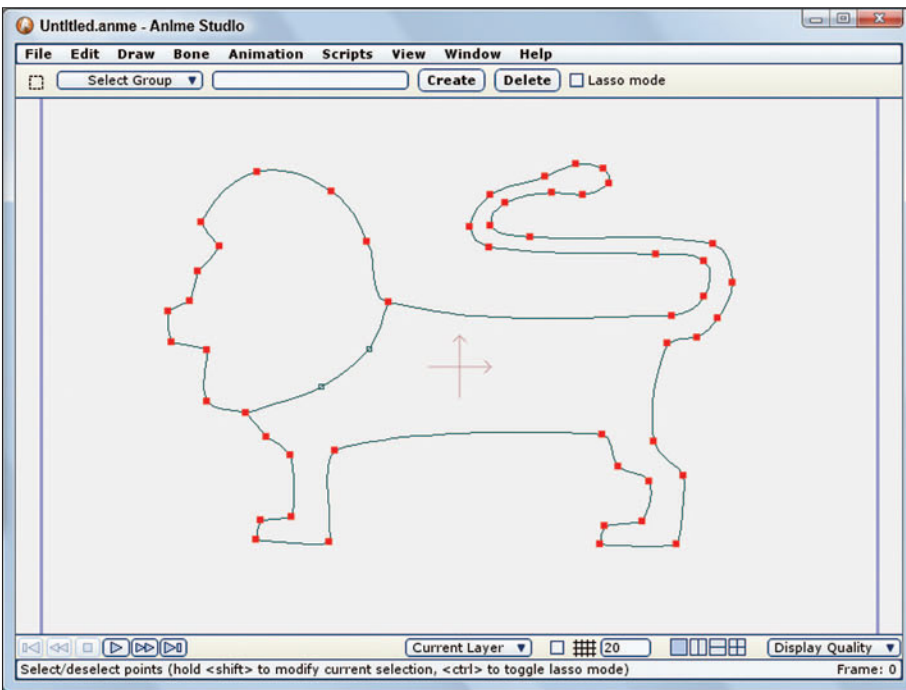 Untitled.anme - Anime Studio
File Edit Draw Bone Animation Scripts View Window Help
Select Group Create Delete Lasso mode
Current Layer 20 Display Quality
Select/deselect points (hold <shift> to modify current selection, <ctrl> to toggle lasso mode) Frame: 0